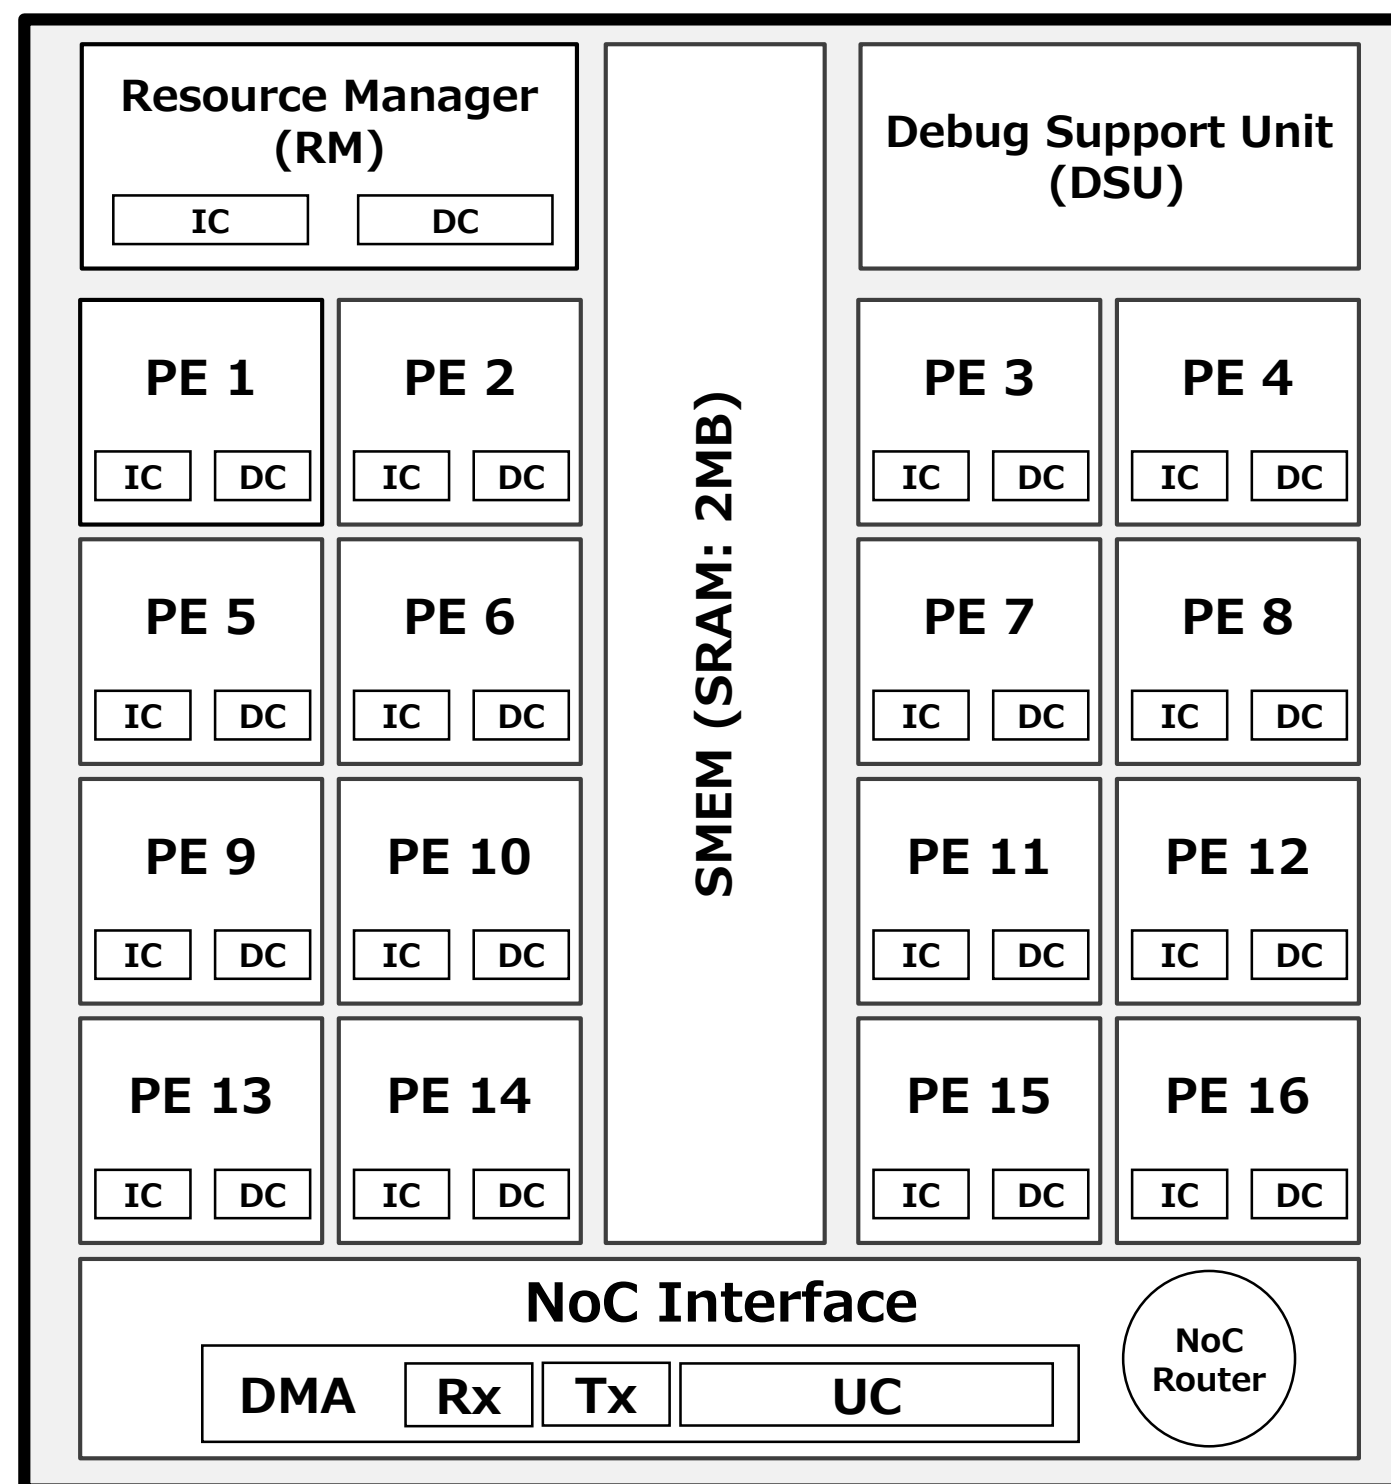 Resource Manager
(RM)
IC DC
Debug Support Unit
(DSU)
SMEM (SRAM: 2MB)
PE 1 PE 2 PE 3 PE 4
IC DC IC DC IC DC IC DC
PE 5 PE 6 PE 7 PE 8
IC DC IC DC IC DC IC DC
PE 9 PE 10 PE 11 PE 12
IC DC IC DC IC DC IC DC
PE 13 PE 14 PE 15 PE 16
IC DC IC DC IC DC IC DC
NoC Interface
DMA Rx Tx UC
NoC
Router